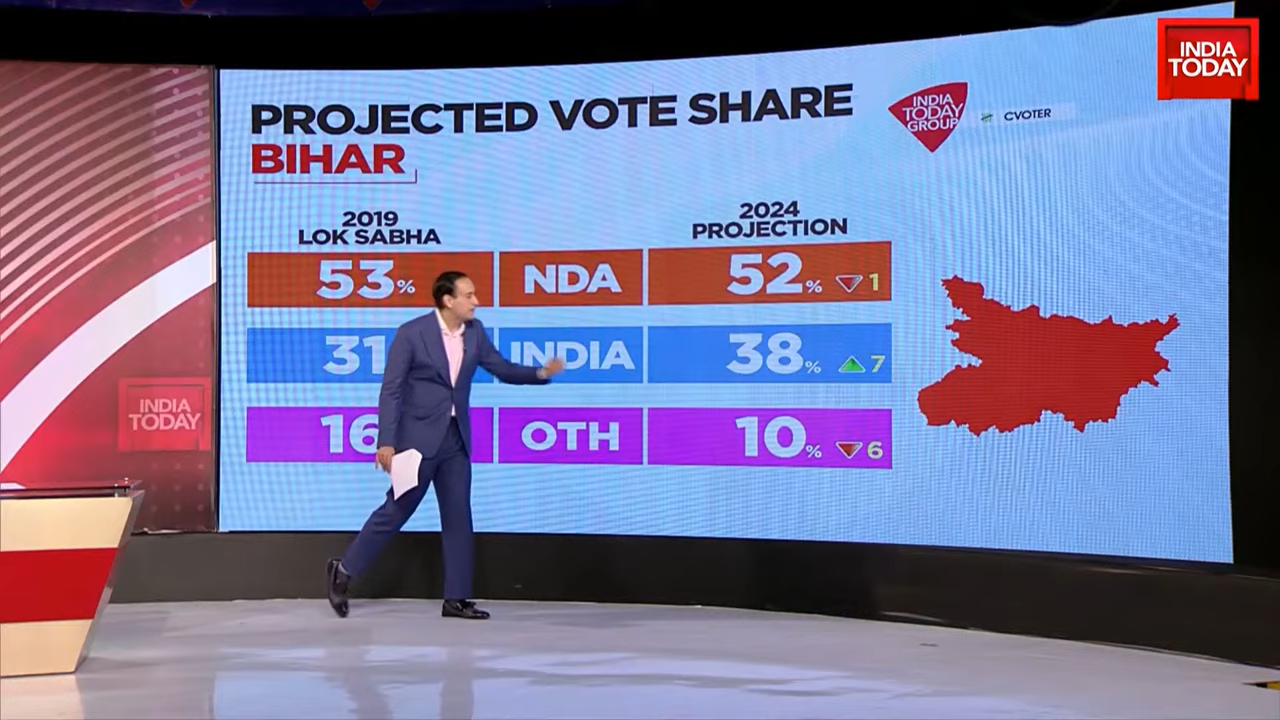 INDIA
TODAY
PROJECTED VOTE SHARE
BIHAR
INDIA
TODAY
GROUP
CVOTER
2019
LOK SABHA
2024
PROJECTION
53%
NDA
52%
1
31
INDIA
38%
7
16
OTH
10%
6
INDIA
TODAY